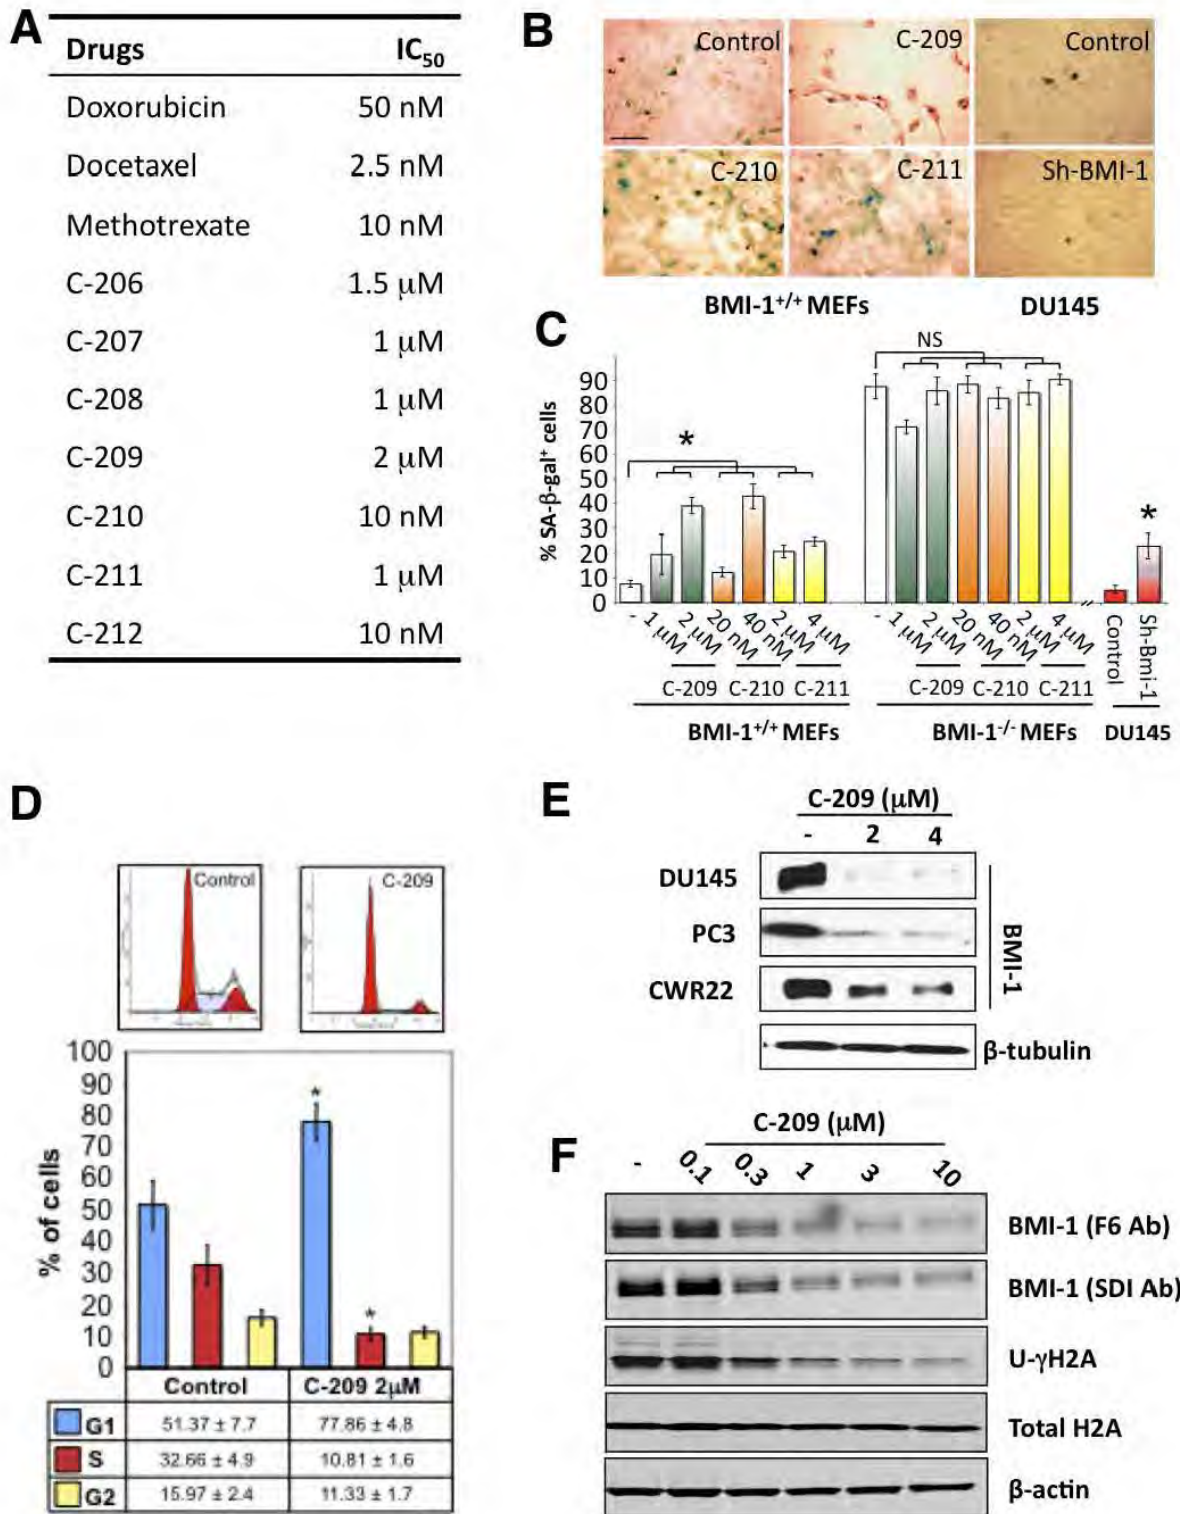 A
Drugs IC50
Doxorubicin 50 nM
Docetaxel 2.5 nM
Methotrexate 10 nM
C-206 1.5 μM
C-207 1 μM
C-208 1 μM
C-209 2 μM
C-210 10 nM
C-211 1 μM
C-212 10 nM
B
Control C-209 Control
C-210 C-211 Sh-BMI-1
BMI-1+/+ MEFs DU145
C
NS
*
*
% SA-β-gal+ cells
90
80
70
60
50
40
30
20
10
0
- 1 μM 2 μM 20 nM 40 nM 2 μM 4 μM - 1 μM 2 μM 20 nM 40 nM 2 μM 4 μM Control Sh-Bmi-1
C-209 C-210 C-211 C-209 C-210 C-211
BMI-1+/+ MEFs BMI-1-/- MEFs DU145
D
Control C-209
% of cells
100
90
80
70
60
50
40
30
20
10
0
*
*
Control C-209 2μM
G1 51.37 ± 7.7 77.86 ± 4.8
S 32.66 ± 4.9 10.81 ± 1.6
G2 15.97 ± 2.4 11.33 ± 1.7
E
C-209 (μM)
- 2 4
DU145
PC3
CWR22
BMI-1
β-tubulin
F
C-209 (μM)
- 0.1 0.3 1 3 10
BMI-1 (F6 Ab)
BMI-1 (SDI Ab)
U-γH2A
Total H2A
β-actin